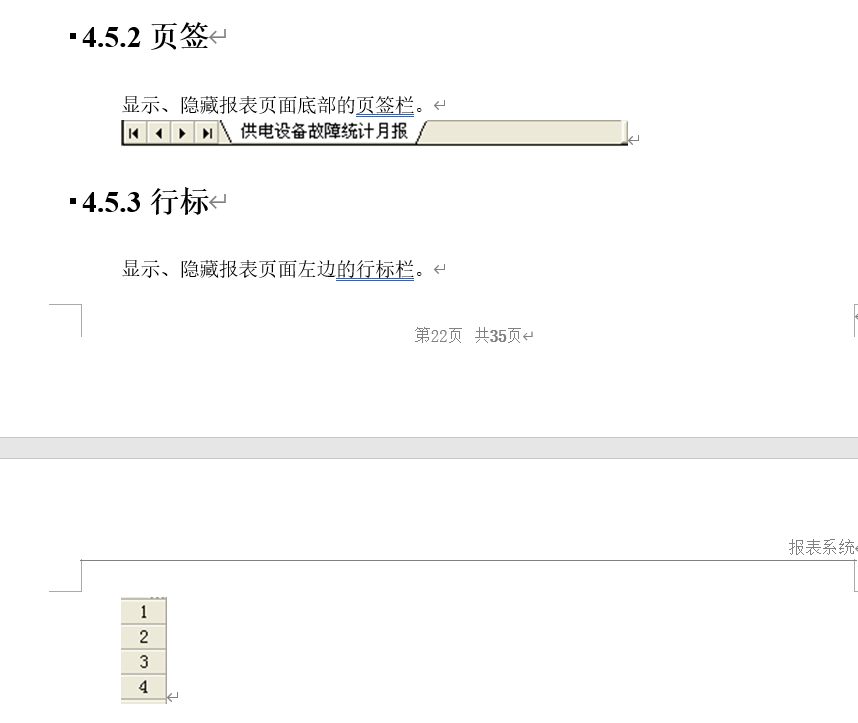 4.5.2 页签
显示、隐藏报表页面底部的页签栏。
供电设备故障统计月报
4.5.3 行标
显示、隐藏报表页面左边的行标栏。
第22页 共35页
报表系统
1
2
3
4